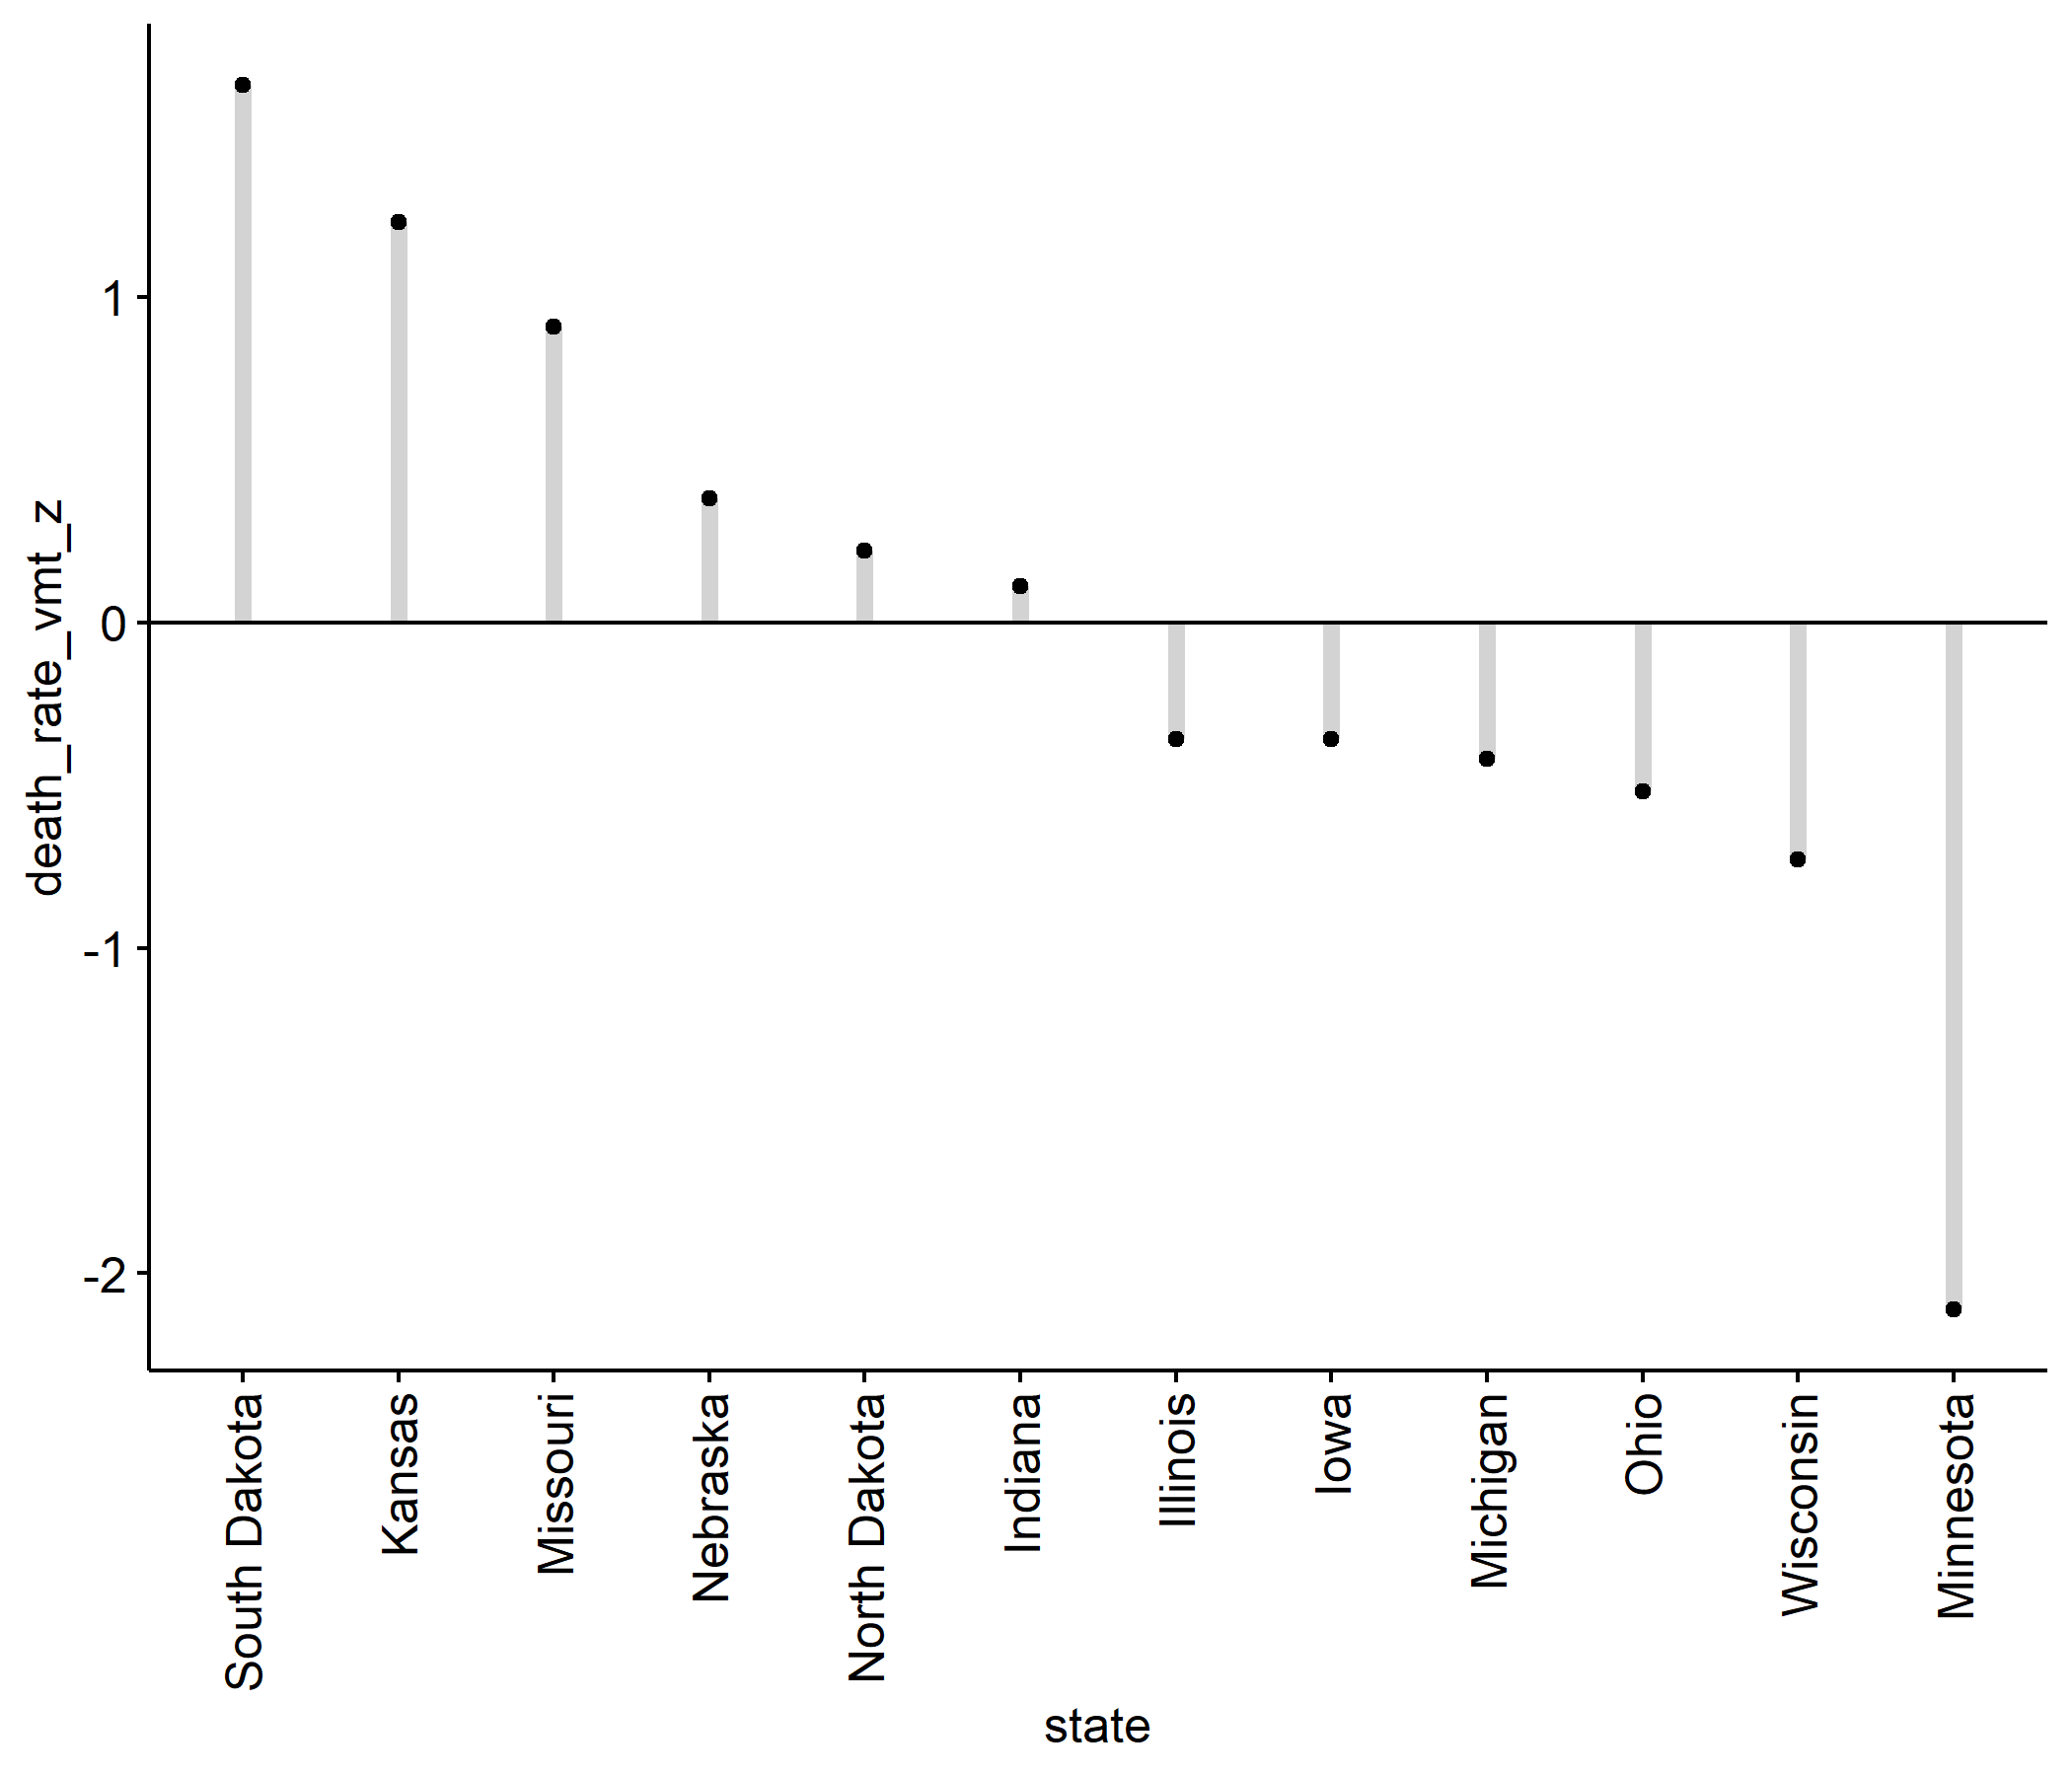 death_rate_vmt_z
1
0
-1
-2
South Dakota
Kansas
Missouri
Nebraska
North Dakota
Indiana
Illinois
Iowa
Michigan
Ohio
Wisconsin
Minnesota
state